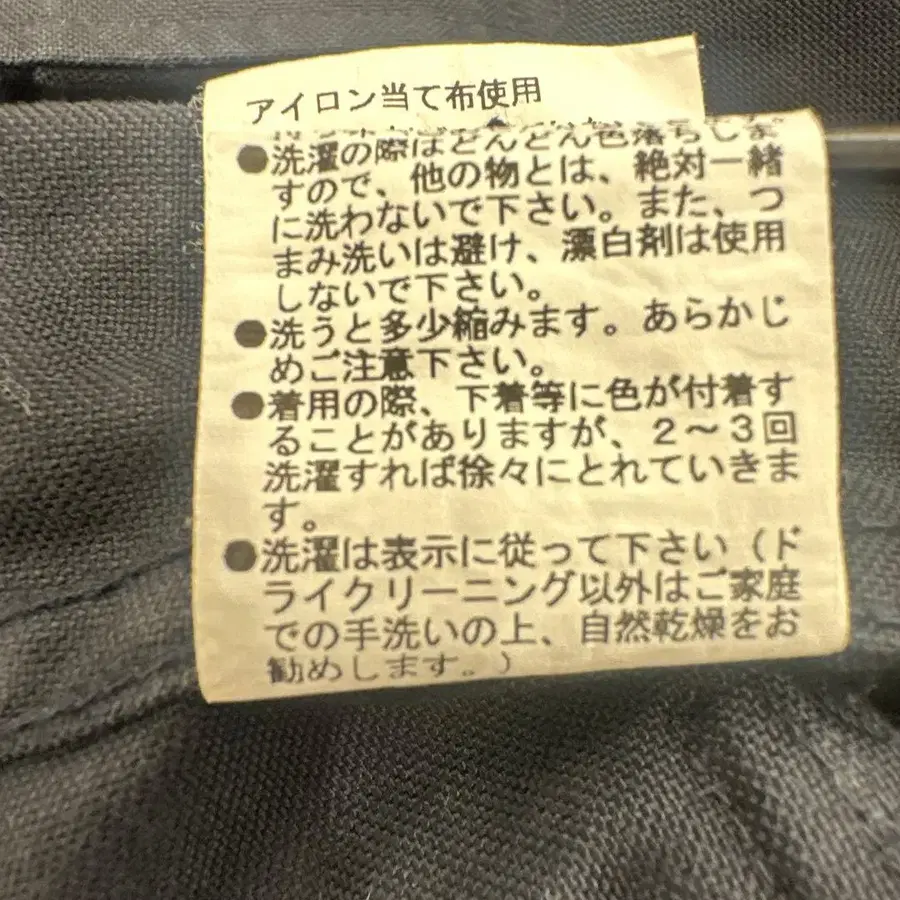 アイロン当て布使用
●洗濯の際はどんどん色落ちしま
すので、他の物とは、絶対一緒
に洗わないで下さい。また、つ
まみ洗いは避け、漂白剤は使用
しないで下さい。
●洗うと多少縮みます。あらかじ
めご注意下さい。
●着用の際、下着等に色が付着す
ることがありますが、2～3回
洗濯すれば徐々にとれていきま
す。
●洗濯は表示に従って下さい(ド
ライクリーニング以外はご家庭
での手洗いの上、自然乾燥をお
勧めします。)